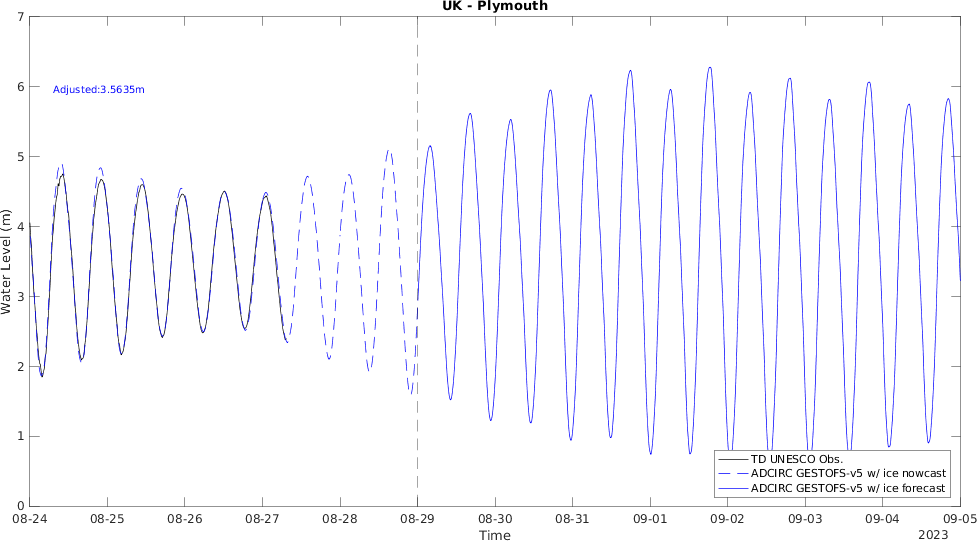 UK - Plymouth
7
6
5
4
3
2
1
0
Water Level (m)
Adjusted:3.5635m
TD UNESCO Obs.
ADCIRC GESTOFS-v5 w/ ice nowcast
ADCIRC GESTOFS-v5 w/ ice forecast
08-24 08-25 08-26 08-27 08-28 08-29 08-30 08-31 09-01 09-02 09-03 09-04 09-05
Time
2023